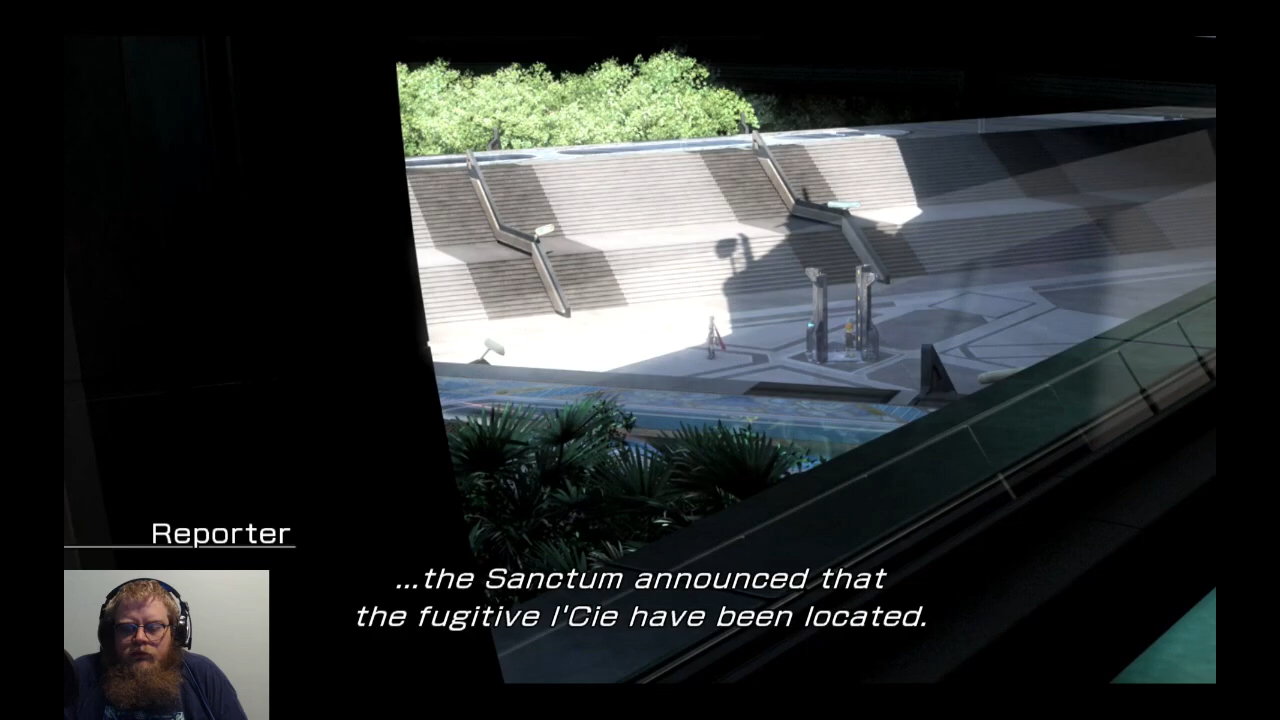 Reporter
...the Sanctum announced that
the fugitive l'Cie have been located.